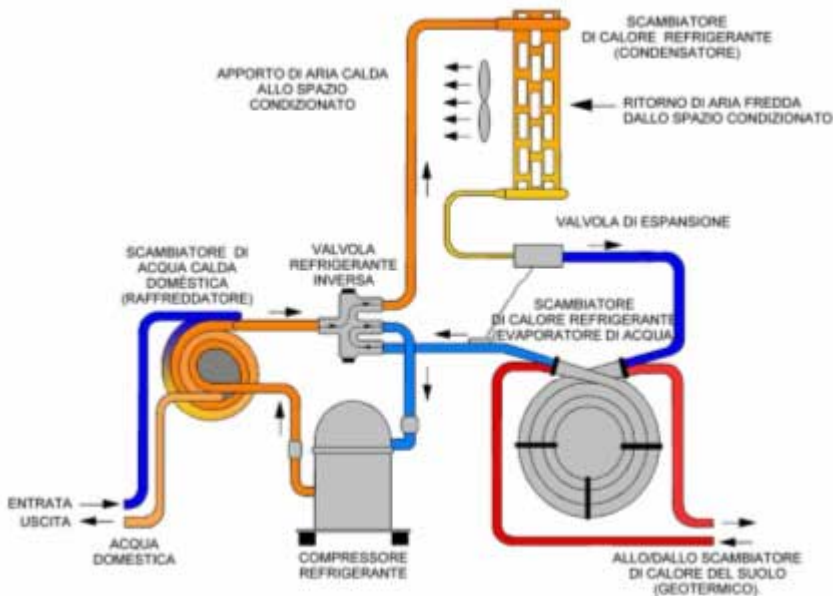 SCAMBIATORE
DI CALORE REFRIGERANTE
(CONDENSATORE)
APPORTO DI ARIA CALDA
ALLO SPAZIO
CONDIZIONATO
RITORNO DI ARIA FREDDA
DALLO SPAZIO CONDIZIONATO
VALVOLA DI ESPANSIONE
SCAMBIATORE DI
ACQUA CALDA
DOMÉSTICA
(RAFFREDDATORE)
VALVOLA
REFRIGERANTE
INVERSA
SCAMBIATORE
DI CALORE REFRIGERANTE
/EVAPORATORE DI ACQUA
ENTRATA
USCITA
ACQUA
DOMESTICA
COMPRESSORE
REFRIGERANTE
ALLO/DALLO SCAMBIATORE
DI CALORE DEL SUOLO
(GEOTERMICO)